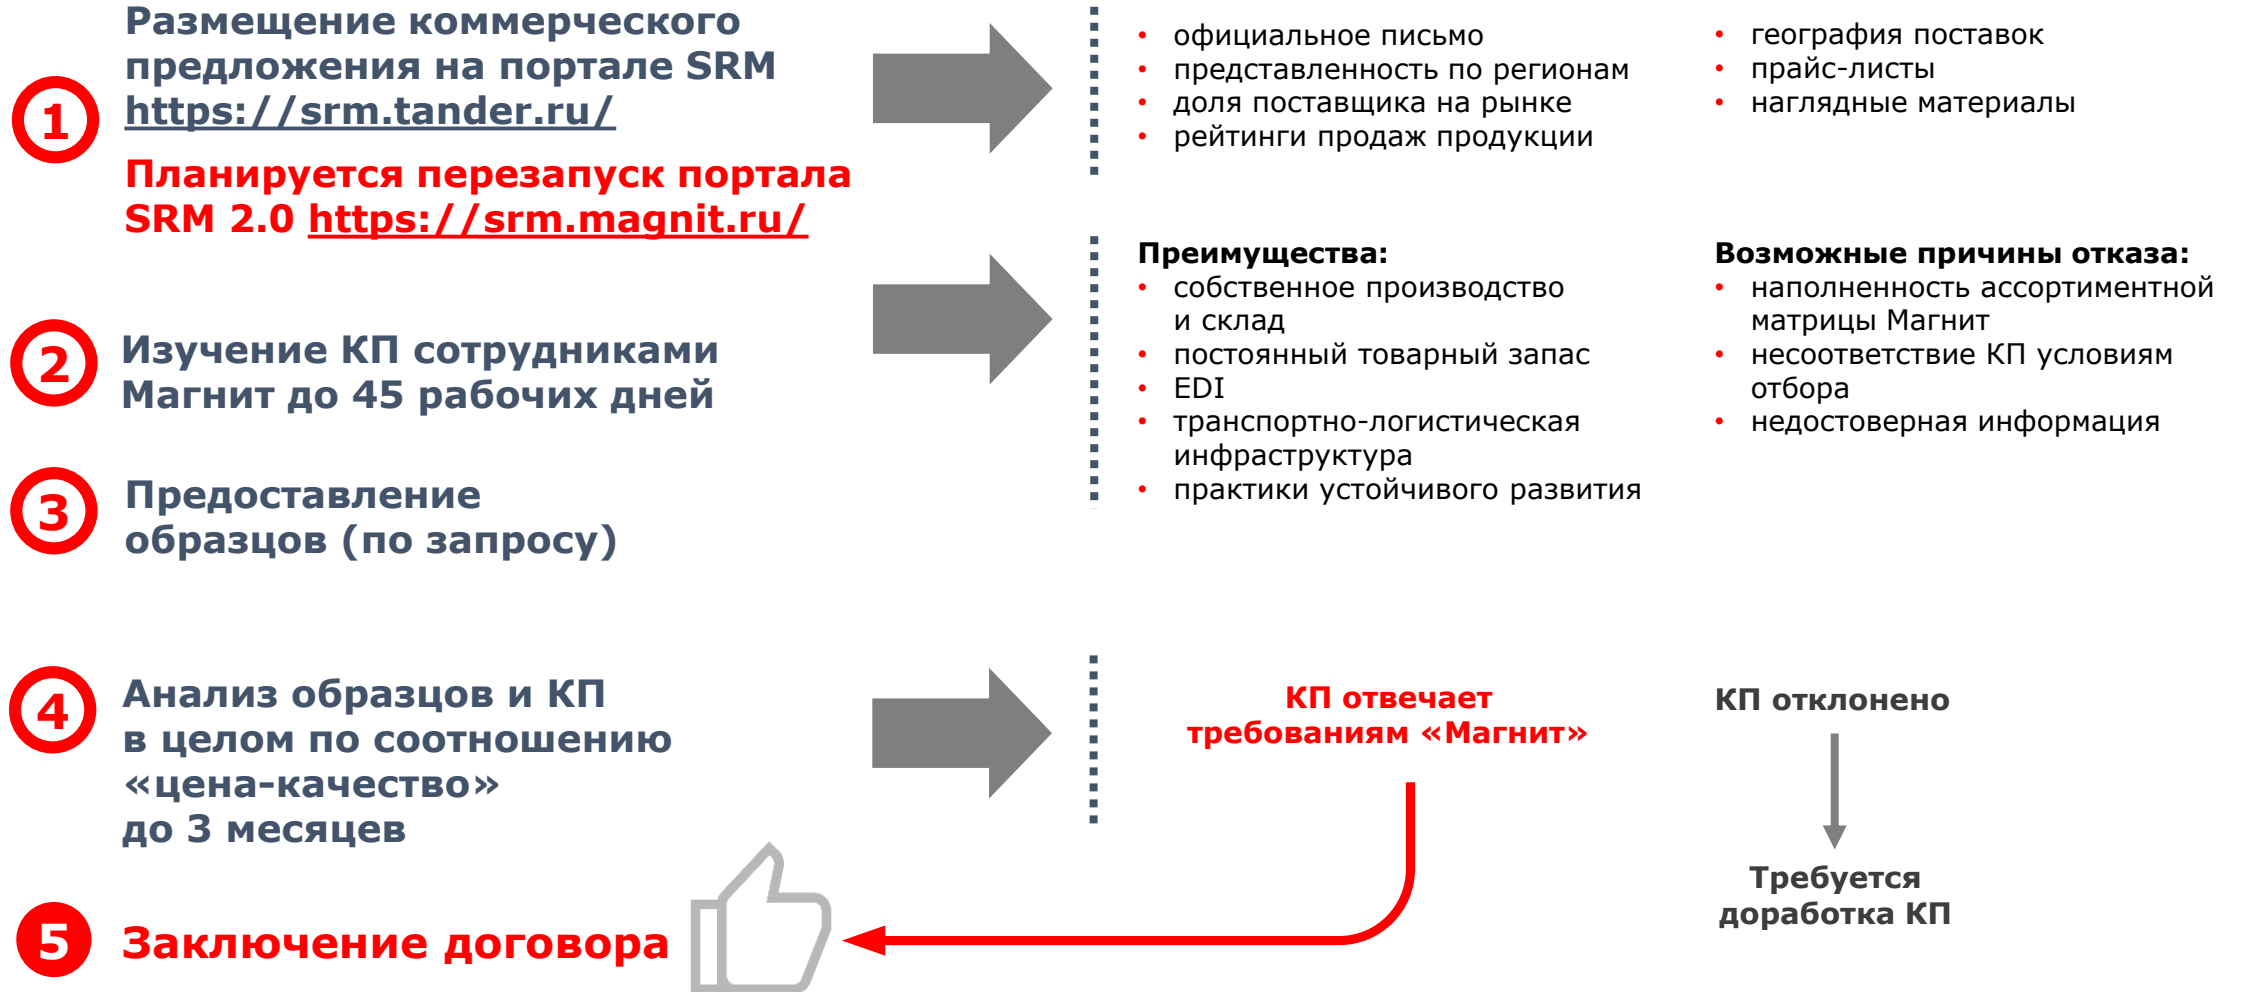 1
Размещение коммерческого
предложения на портале SRM
https://srm.tander.ru/
Планируется перезапуск портала
SRM 2.0 https://srm.magnit.ru/
• официальное письмо
• представленность по регионам
• доля поставщика на рынке
• рейтинги продаж продукции
• география поставок
• прайс-листы
• наглядные материалы
2
Изучение КП сотрудниками
Магнит до 45 рабочих дней
Преимущества:
• собственное производство
и склад
• постоянный товарный запас
• EDI
• транспортно-логистическая
инфраструктура
• практики устойчивого развития
Возможные причины отказа:
• наполненность ассортиментной
матрицы Магнит
• несоответствие КП условиям
отбора
• недостоверная информация
3
Предоставление
образцов (по запросу)
4
Анализ образцов и КП
в целом по соотношению
«цена-качество»
до 3 месяцев
КП отвечает
требованиям «Магнит»
КП отклонено
Требуется
доработка КП
5
Заключение договора